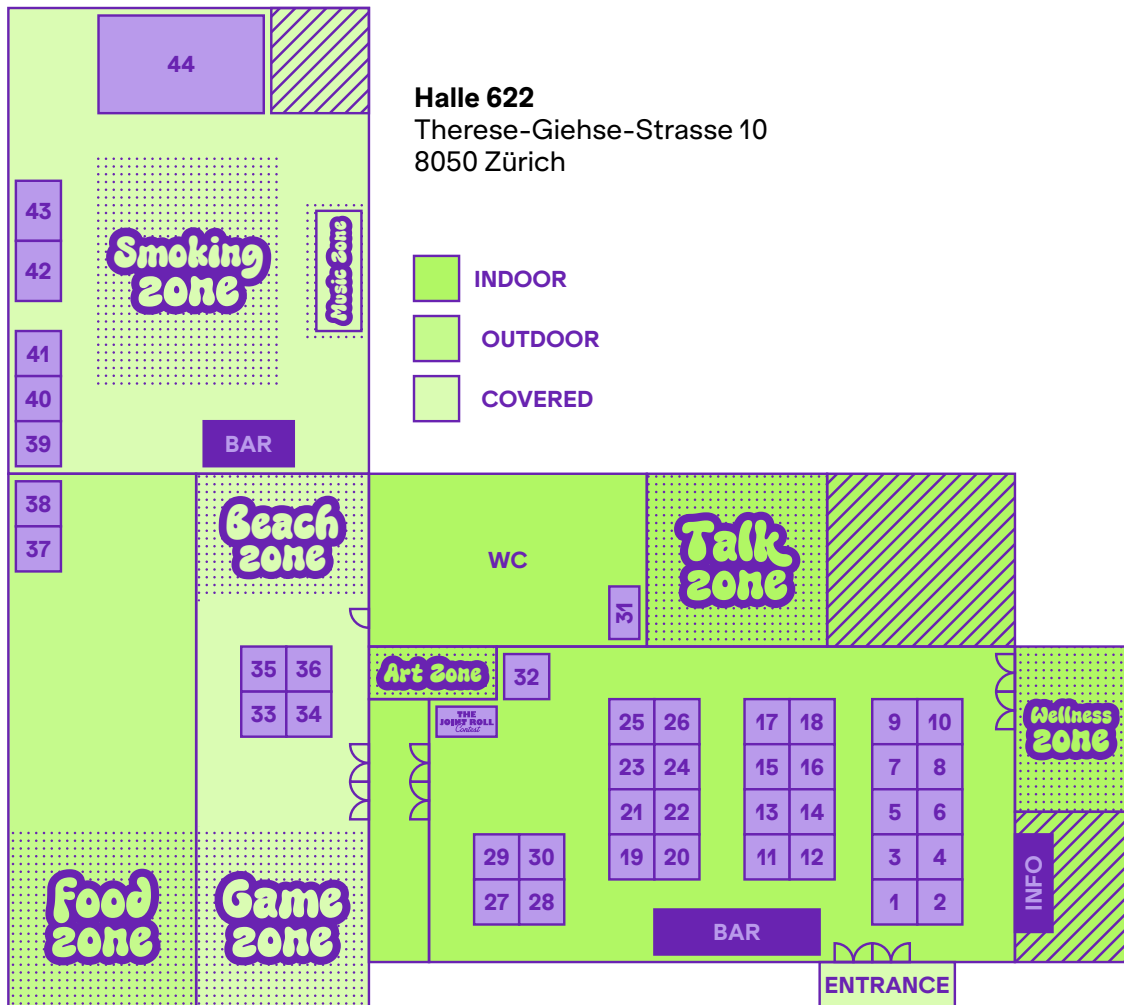 44
Halle 622
Therese-Giehse-Strasse 10
8050 Zürich
43
42
Smoking
zone
Music Zone
INDOOR
OUTDOOR
COVERED
41
40
39
BAR
38
37
Beach
zone
WC
31
Talk
zone
35 36
33 34
Art Zone
32
THE
JOINT ROLL
Contest
25 26
23 24
21 22
19 20
17 18
15 16
13 14
11 12
9 10
7 8
5 6
3 4
1 2
Wellness
zone
29 30
27 28
INFO
BAR
Food
zone
Game
zone
ENTRANCE